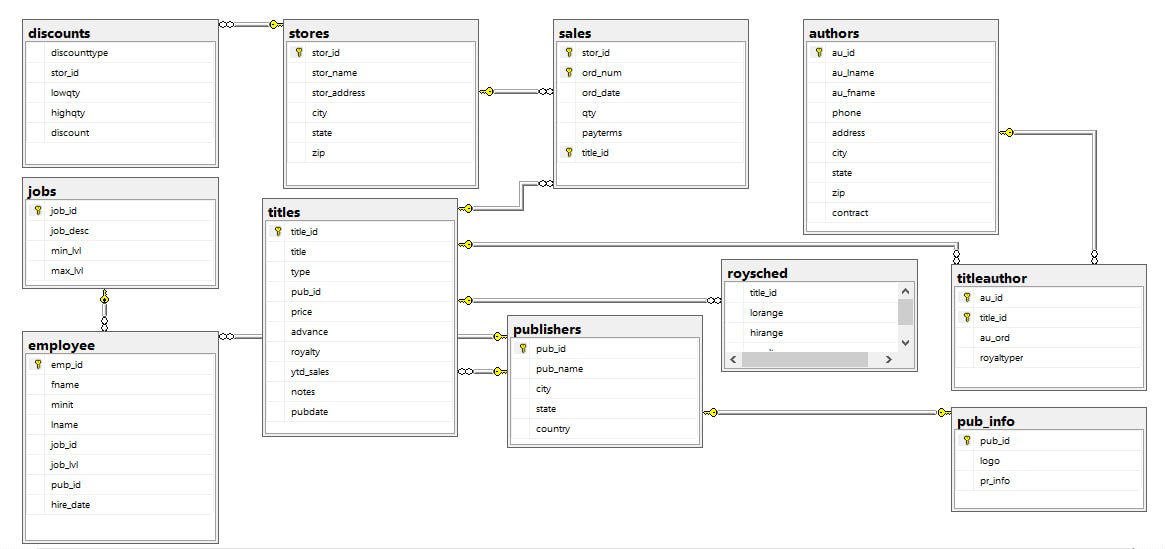 discounts
discounttype
stor_id
lowqty
highqty
discount
stores
stor_id
stor_name
stor_address
city
state
zip
sales
stor_id
ord_num
ord_date
qty
payterms
title_id
authors
au_id
au_lname
au_fname
phone
address
city
state
zip
contract
jobs
job_id
job_desc
min_lvl
max_lvl
titles
title_id
title
type
pub_id
price
advance
royalty
ytd_sales
notes
pubdate
roysched
title_id
lorange
hirange
titleauthor
au_id
title_id
au_ord
royaltyper
employee
emp_id
fname
minit
lname
job_id
job_lvl
pub_id
hire_date
publishers
pub_id
pub_name
city
state
country
pub_info
pub_id
logo
pr_info